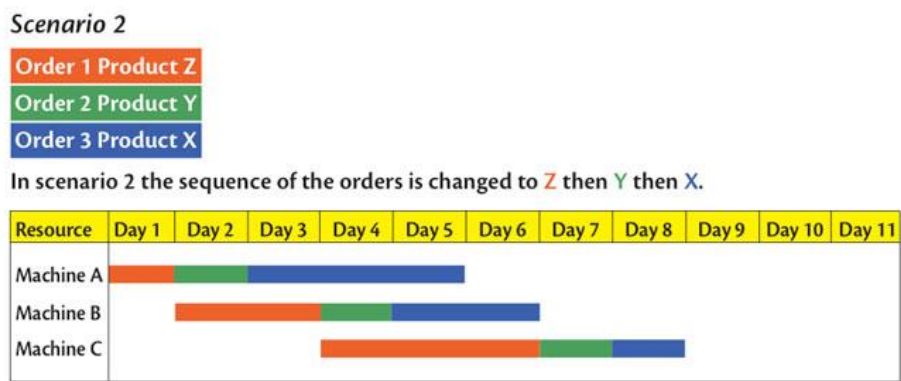 Scenario 2
Order 1 Product Z
Order 2 Product Y
Order 3 Product X
In scenario 2 the sequence of the orders is changed to Z then Y then X.
Resource Day 1 Day 2 Day 3 Day 4 Day 5 Day 6 Day 7 Day 8 Day 9 Day 10 Day 11
Machine A
Machine B
Machine C